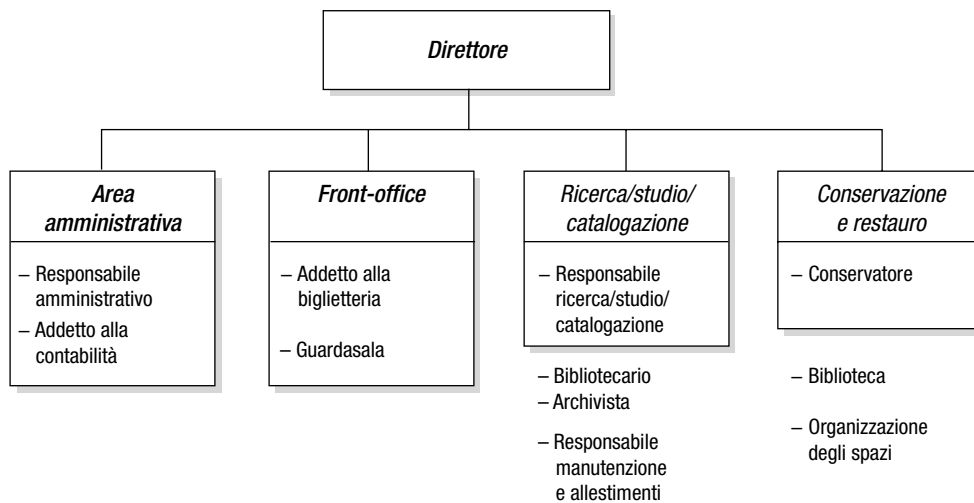 Direttore
Area
amministrativa
– Responsabile
amministrativo
– Addetto alla
contabilità
Front-office
– Addetto alla
biglietteria
– Guardasala
Ricerca/studio/
catalogazione
– Responsabile
ricerca/studio/
catalogazione
– Bibliotecario
– Archivista
– Responsabile
manutenzione
e allestimenti
Conservazione
e restauro
– Conservatore
– Biblioteca
– Organizzazione
degli spazi